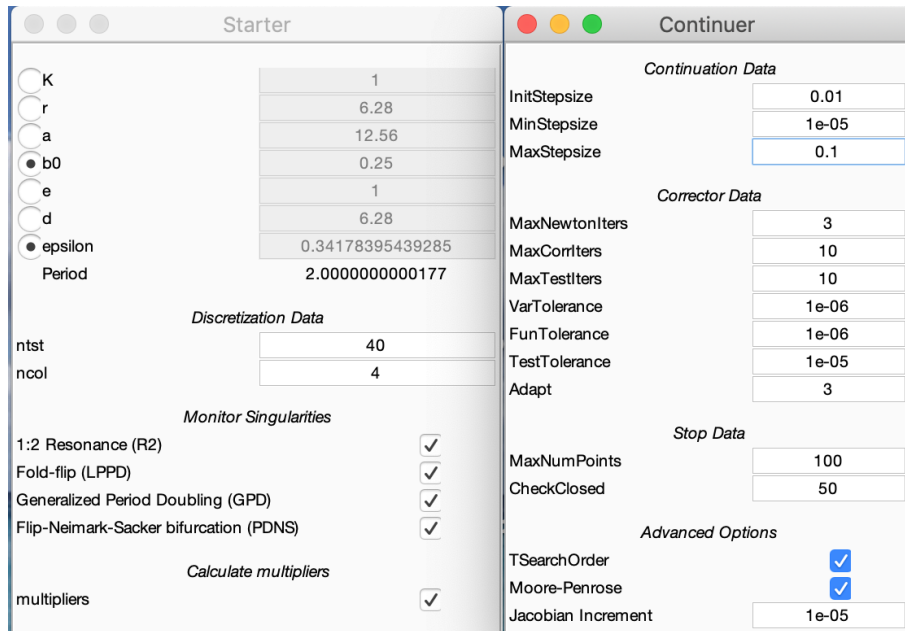 Starter
K 1
r 6.28
a 12.56
b0 0.25
e 1
d 6.28
epsilon 0.34178395439285
Period 2.0000000000177
Discretization Data
ntst 40
ncol 4
Monitor Singularities
1:2 Resonance (R2)
Fold-flip (LPPD)
Generalized Period Doubling (GPD)
Flip-Neimark-Sacker bifurcation (PDNS)
Calculate multipliers
multipliers
Continuer
Continuation Data
InitStepsize 0.01
MinStepsize 1e-05
MaxStepsize 0.1
Corrector Data
MaxNewtonIters 3
MaxCorrIters 10
MaxTestIters 10
VarTolerance 1e-06
FunTolerance 1e-06
TestTolerance 1e-05
Adapt 3
Stop Data
MaxNumPoints 100
CheckClosed 50
Advanced Options
TSearchOrder
Moore-Penrose
Jacobian Increment 1e-05